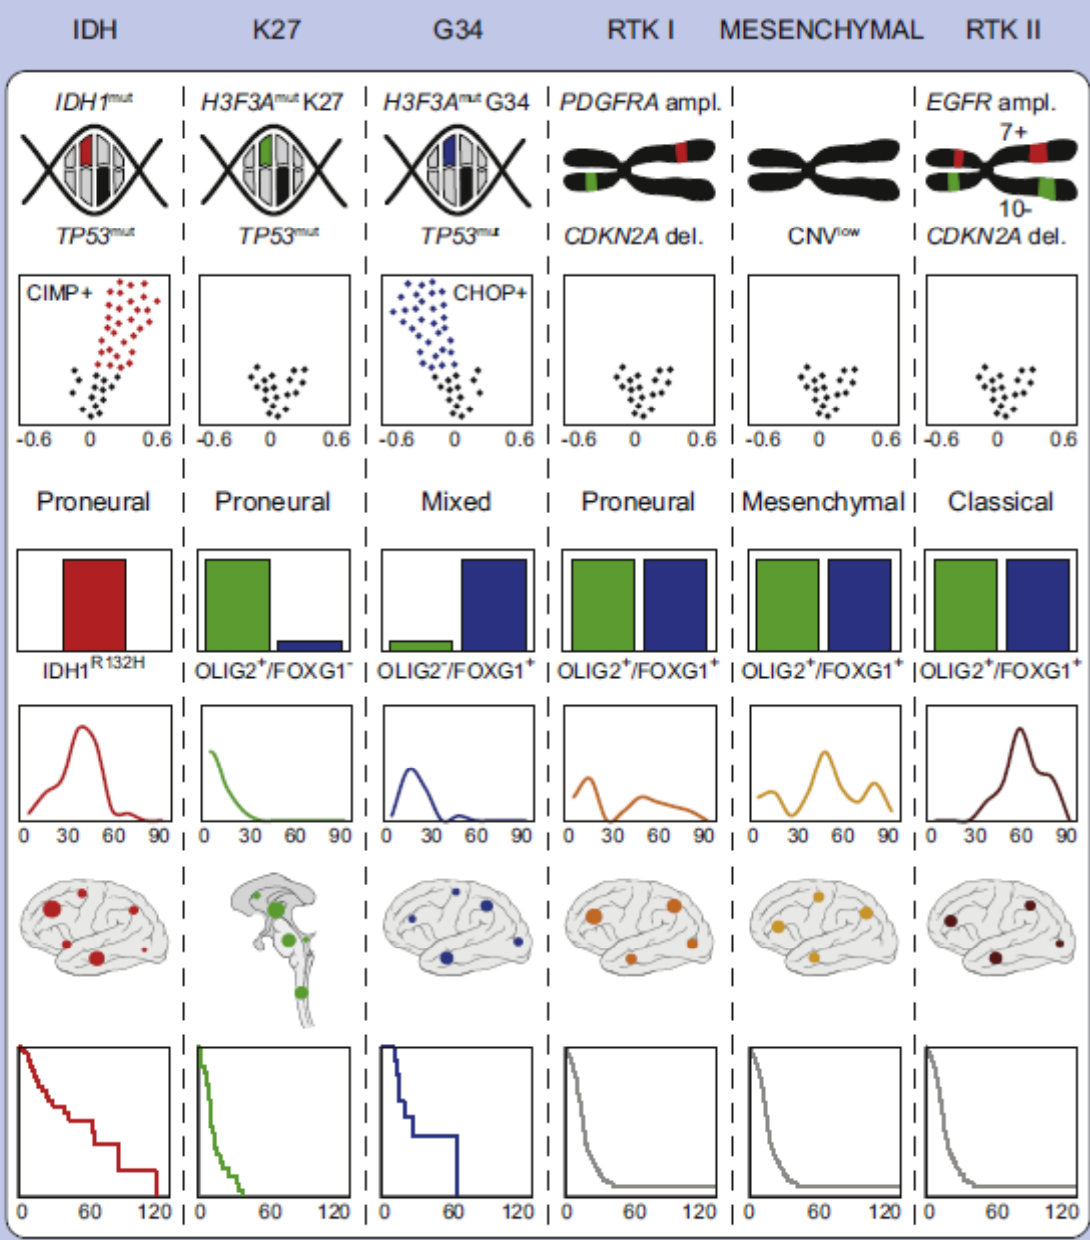 IDH K27 G34 RTK I MESENCHYMAL RTK II
IDH1mut H3F3Amut K27 H3F3Amut G34 PDGFRA ampl. EGFR ampl.
7+
10-
TP53mut TP53mut TP53mut CDKN2A del. CNVlow CDKN2A del.
CIMP+ CHOP+
-0.6 0 0.6 -0.6 0 0.6 -0.6 0 0.6 -0.6 0 0.6 -0.6 0 0.6 -0.6 0 0.6
Proneural Proneural Mixed Proneural Mesenchymal Classical
IDH1R132H OLIG2+/FOXG1- OLIG2-/FOXG1+ OLIG2+/FOXG1+ OLIG2+/FOXG1+ OLIG2+/FOXG1+
0 30 60 90 0 30 60 90 0 30 60 90 0 30 60 90 0 30 60 90 0 30 60 90
0 60 120 0 60 120 0 60 120 0 60 120 0 60 120 0 60 120